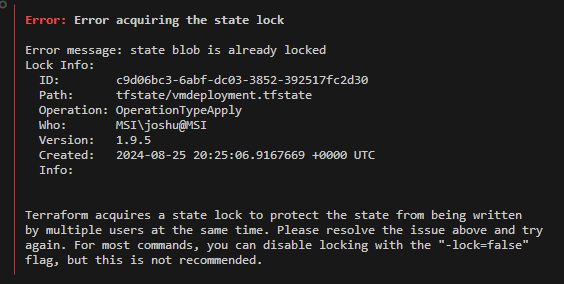 Error: Error acquiring the state lock
Error message: state blob is already locked
Lock Info:
ID: c9d06bc3-6abf-dc03-3852-392517fc2d30
Path: tfstate/vmdeployment.tfstate
Operation: OperationTypeApply
Who: MSI\joshu@MSI
Version: 1.9.5
Created: 2024-08-25 20:25:06.9167669 +0000 UTC
Info:
Terraform acquires a state lock to protect the state from being written
by multiple users at the same time. Please resolve the issue above and try
again. For most commands, you can disable locking with the "-lock=false"
flag, but this is not recommended.